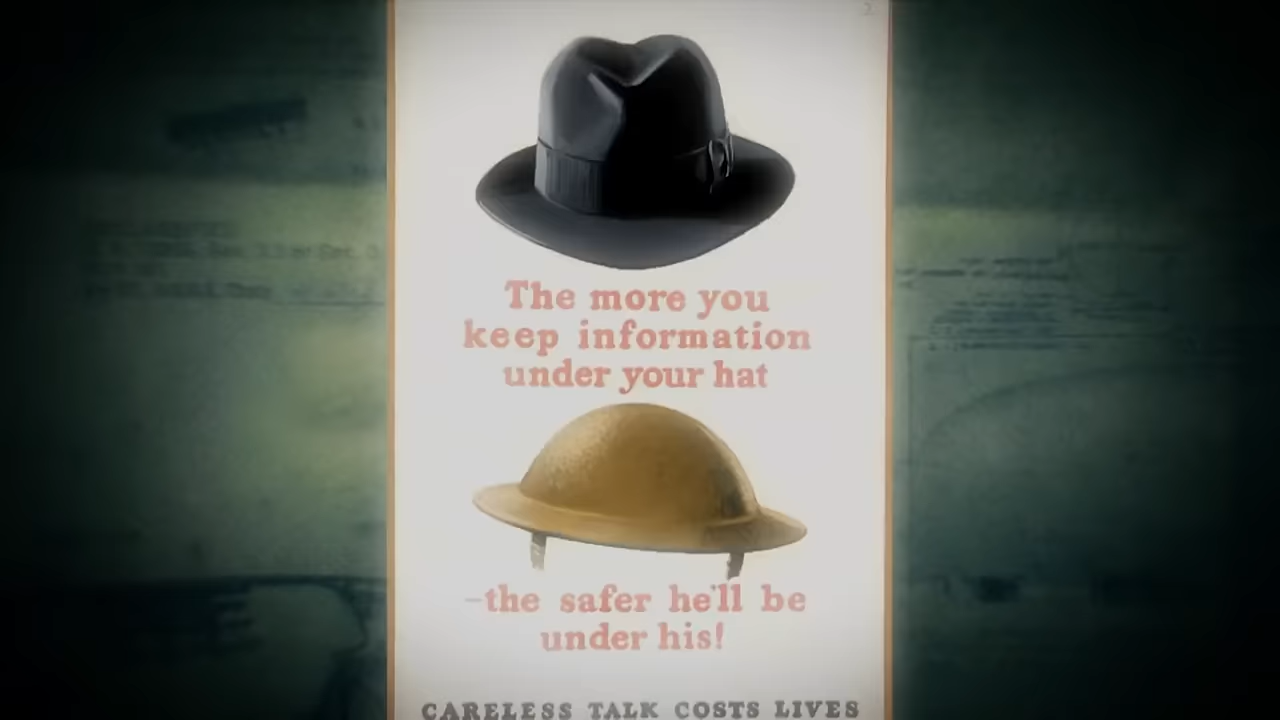 The more you
keep information
under your hat
-the safer he'll be
under his!
CARELESS TALK COSTS LIVES